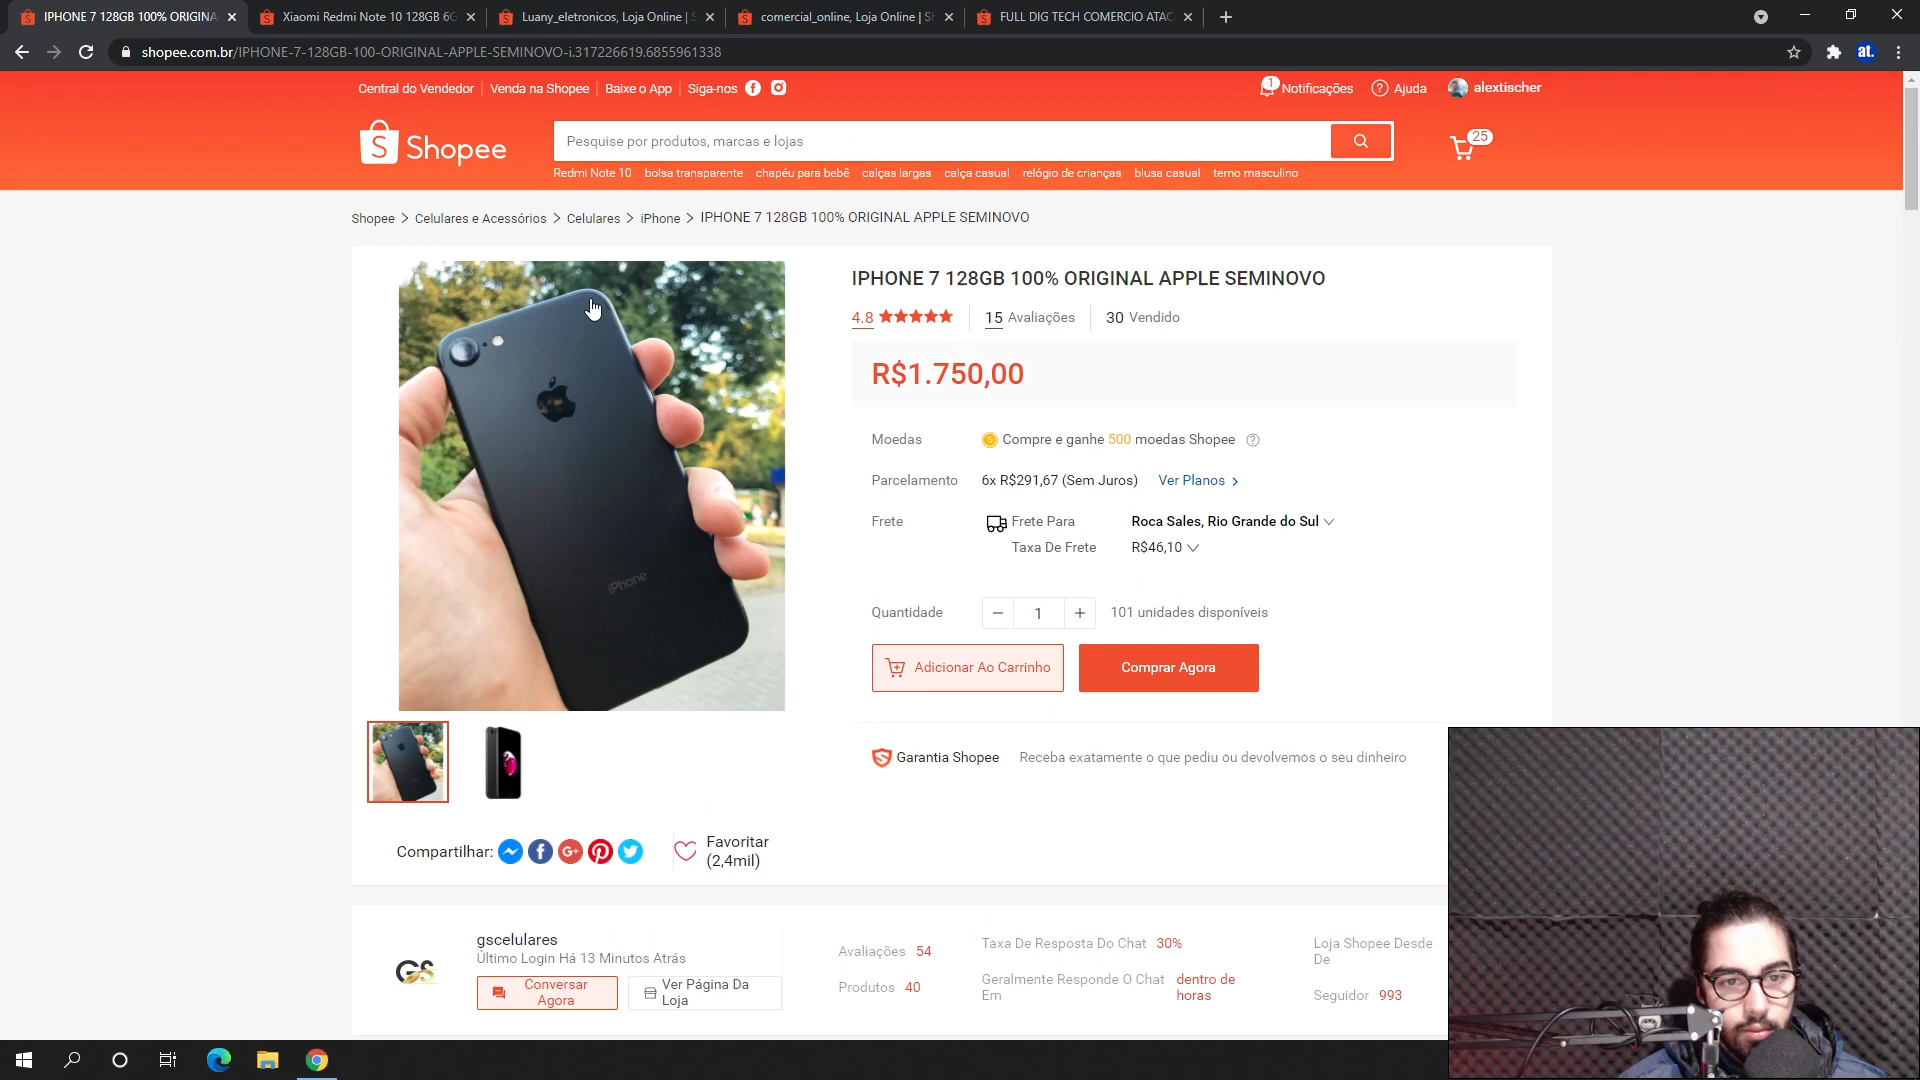 IPHONE 7 128GB 100% ORIGINA
Xiaomi Redmi Note 10 128GB 6G
Luany_eletronicos, Loja Online | S
comercial_online, Loja Online | Sh
FULL DIG TECH COMERCIO ATAC
shopee.com.br/IPHONE-7-128GB-100-ORIGINAL-APPLE-SEMINOVO-i.317226619.6855961338
at.
Central do Vendedor
Venda na Shopee
Baixe o App
Siga-nos
1
Notificações
Ajuda
alextischer
Shopee
Pesquise por produtos, marcas e lojas
25
Redmi Note 10 bolsa transparente chapéu para bebê calças largas calça casual relógio de crianças blusa casual terno masculino
Shopee > Celulares e Acessórios > Celulares > iPhone > IPHONE 7 128GB 100% ORIGINAL APPLE SEMINOVO
iPhone
IPHONE 7 128GB 100% ORIGINAL APPLE SEMINOVO
4.8
15 Avaliações
30 Vendido
R$1.750,00
Moedas
Compre e ganhe 500 moedas Shopee
Parcelamento
6x R$291,67 (Sem Juros)
Ver Planos
Frete
Frete Para
Roca Sales, Rio Grande do Sul
Taxa De Frete
R$46,10
Quantidade
1
101 unidades disponíveis
Adicionar Ao Carrinho
Comprar Agora
Garantia Shopee
Receba exatamente o que pediu ou devolvemos o seu dinheiro
Compartilhar:
Favoritar
(2,4mil)
GS
gscelulares
Último Login Há 13 Minutos Atrás
Conversar
Agora
Ver Página Da
Loja
Avaliações 54
Produtos 40
Taxa De Resposta Do Chat 30%
Geralmente Responde O Chat
Em
dentro de
horas
Loja Shopee Desde
De
Seguidor 993